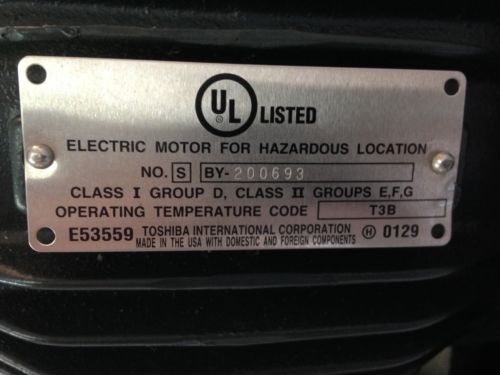 UL LISTED
ELECTRIC MOTOR FOR HAZARDOUS LOCATION
NO. S BY-200693
CLASS I GROUP D, CLASS II GROUPS E,F,G
OPERATING TEMPERATURE CODE T3B
E53559 TOSHIBA INTERNATIONAL CORPORATION H 0129
MADE IN THE USA WITH DOMESTIC AND FOREIGN COMPONENTS